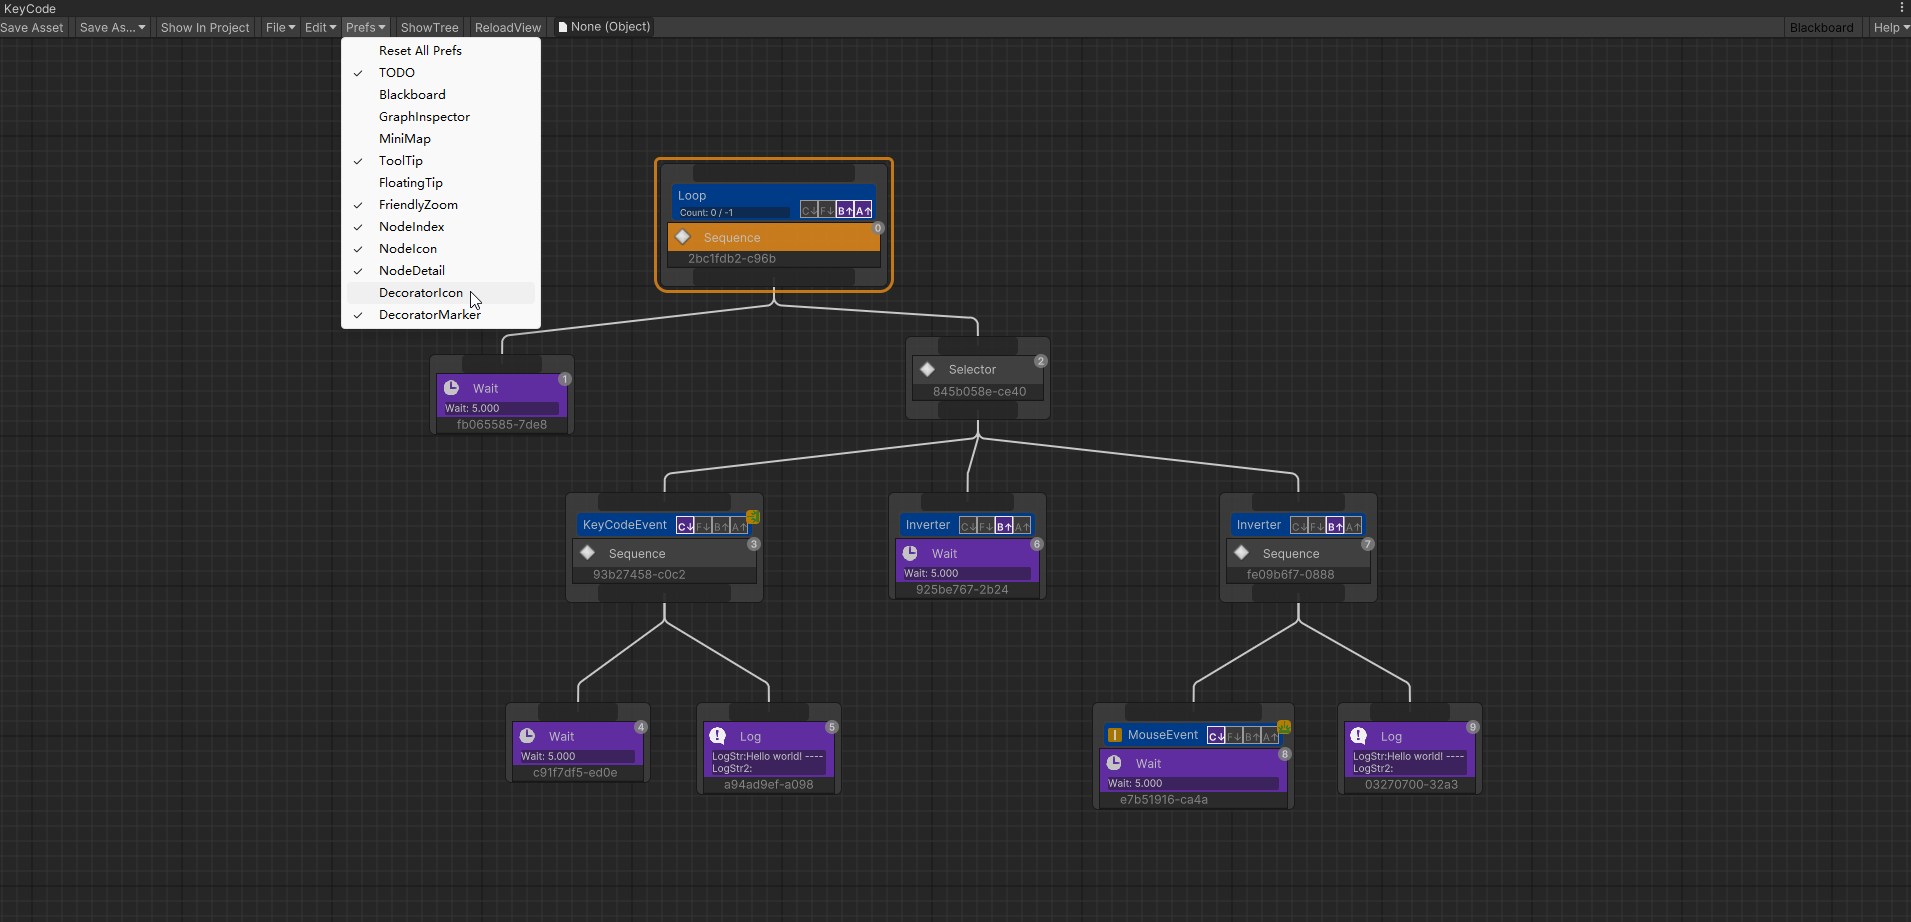 KeyCode
Save Asset Save As... Show In Project File Edit Prefs ShowTree ReloadView None (Object) Blackboard Help
Reset All Prefs
✓ TODO
Blackboard
GraphInspector
MiniMap
✓ ToolTip
FloatingTip
✓ FriendlyZoom
✓ NodeIndex
✓ NodeIcon
✓ NodeDetail
DecoratorIcon
✓ DecoratorMarker
Loop
Count: 0 / -1 C↓ F↓ B↑ A↑
0
Sequence
2bc1fdb2-c96b
1
Wait
Wait: 5.000
fb065585-7de8
2
Selector
845b058e-ce40
KeyCodeEvent C↓ F↓ B↑ A↑
3
Sequence
93b27458-c0c2
Inverter C↓ F↓ B↑ A↑
6
Wait
Wait: 5.000
925be767-2b24
Inverter C↓ F↓ B↑ A↑
7
Sequence
fe09b6f7-0888
4
Wait
Wait: 5.000
c91f7df5-ed0e
5
Log
LogStr:Hello world! ----
LogStr2:
a94ad9ef-a098
I MouseEvent C↓ F↓ B↑ A↑
8
Wait
Wait: 5.000
e7b51916-ca4a
9
Log
LogStr:Hello world! ----
LogStr2:
03270700-32a3